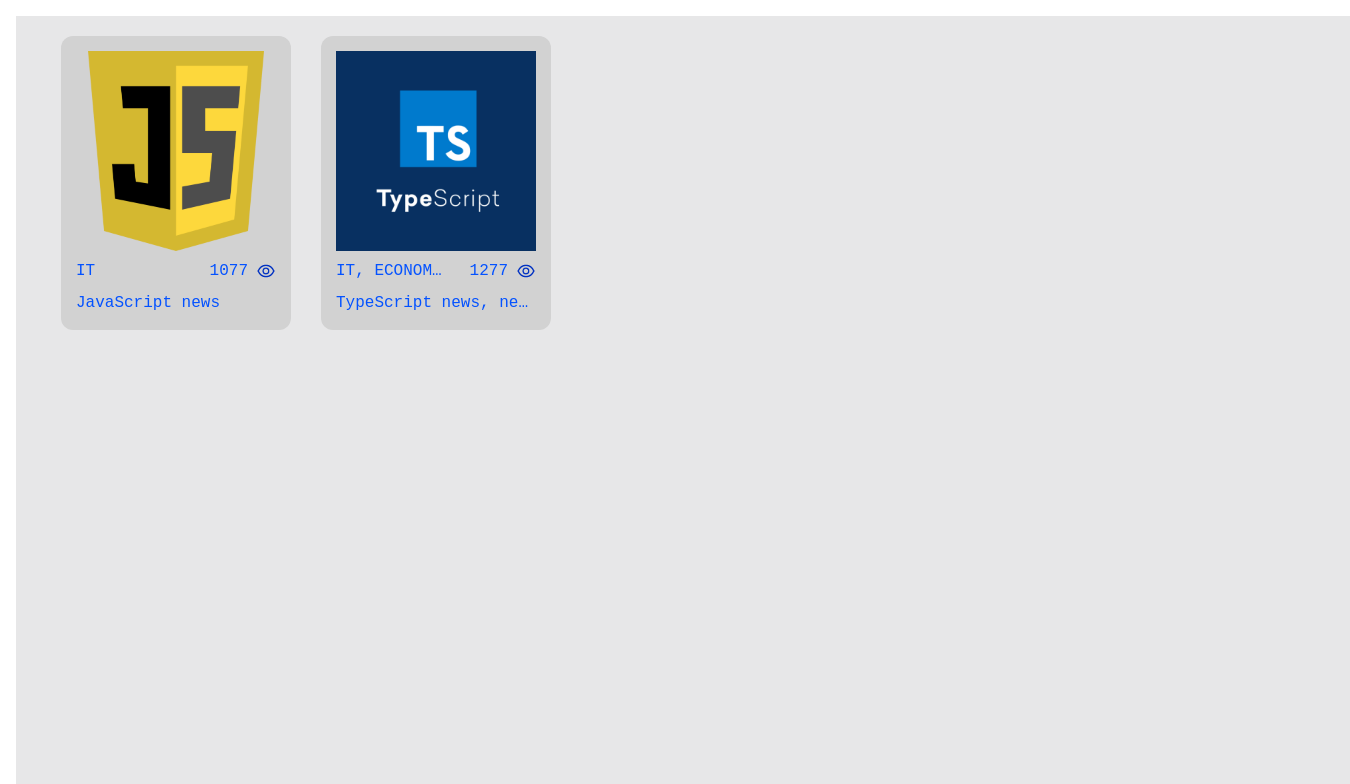 JS
IT 1077
JavaScript news
TS
TypeScript
IT, ECONOM… 1277
TypeScript news, ne…